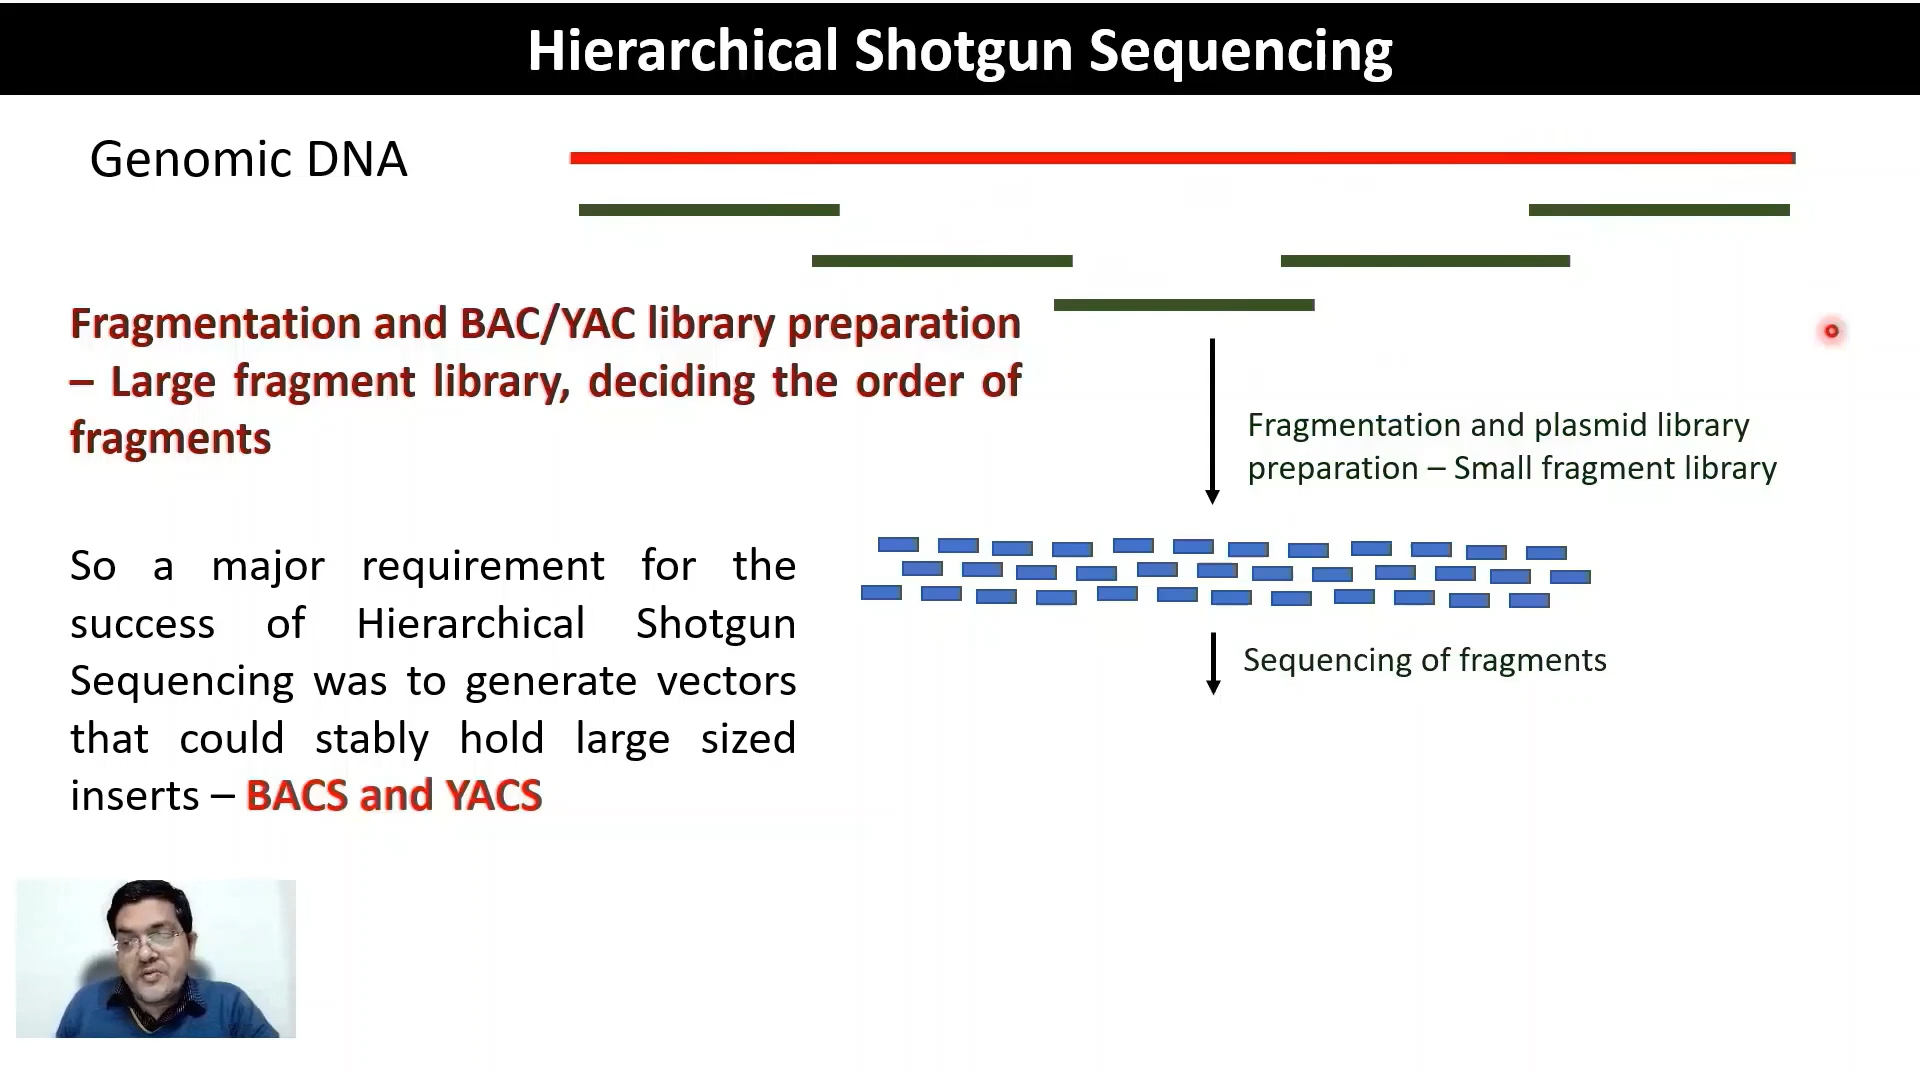 Hierarchical Shotgun Sequencing
Genomic DNA
Fragmentation and BAC/YAC library preparation
– Large fragment library, deciding the order of
fragments
Fragmentation and plasmid library
preparation – Small fragment library
So a major requirement for the
success of Hierarchical Shotgun
Sequencing was to generate vectors
that could stably hold large sized
inserts – BACS and YACS
Sequencing of fragments